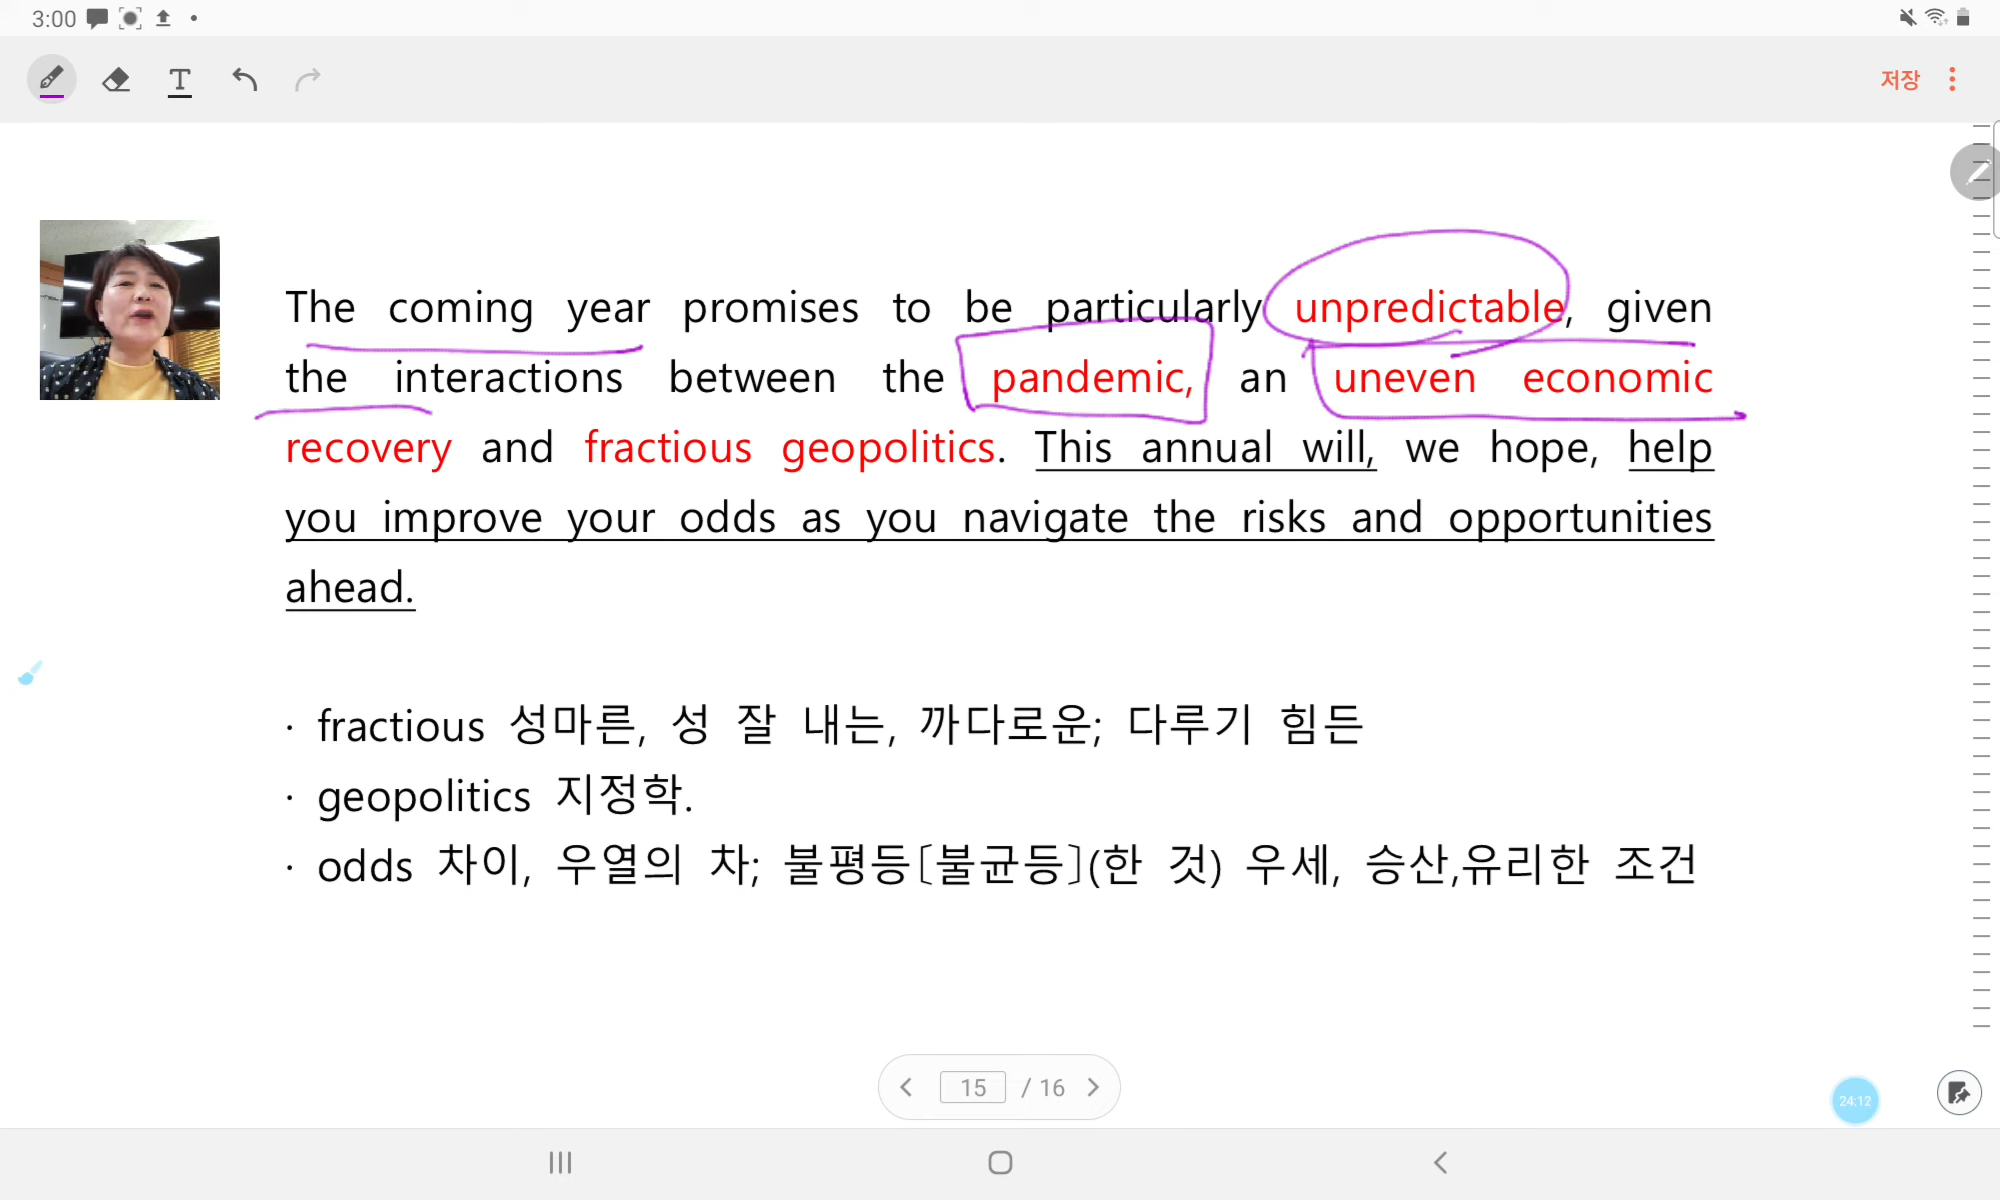 3:00
저장
The coming year promises to be particularly unpredictable, given
the interactions between the pandemic, an uneven economic
recovery and fractious geopolitics. This annual will, we hope, help
you improve your odds as you navigate the risks and opportunities
ahead.
· fractious 성마른, 성 잘 내는, 까다로운; 다루기 힘든
· geopolitics 지정학.
· odds 차이, 우열의 차; 불평등[불균등](한 것) 우세, 승산,유리한 조건
15 / 16
24:12